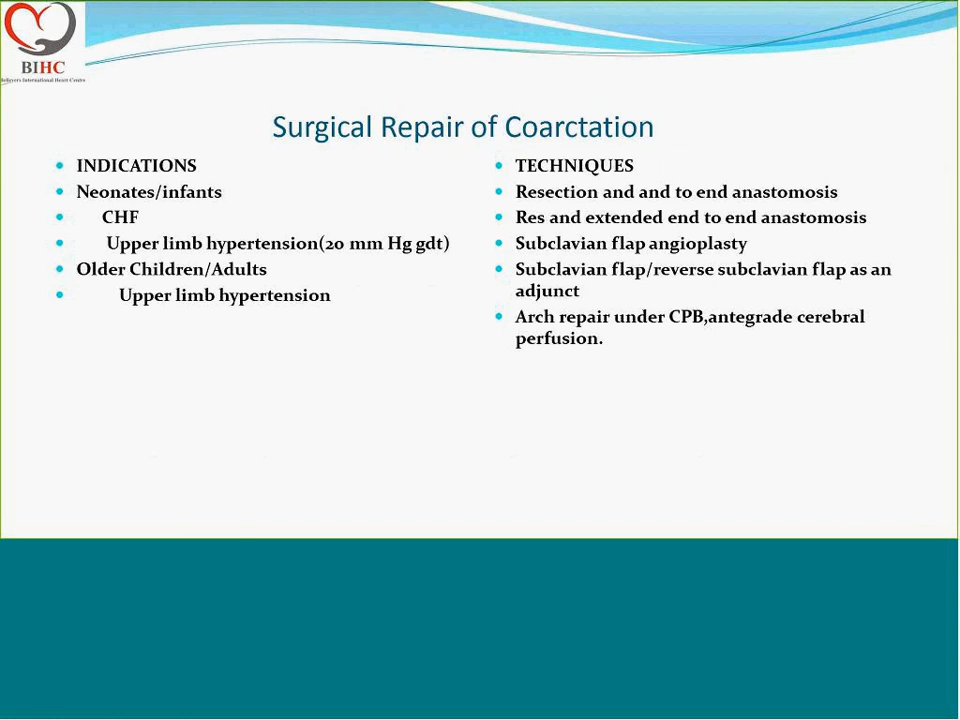 BIHC
Believers International Heart Centre
Surgical Repair of Coarctation
INDICATIONS
Neonates/infants
CHF
Upper limb hypertension(20 mm Hg gdt)
Older Children/Adults
Upper limb hypertension
TECHNIQUES
Resection and and to end anastomosis
Res and extended end to end anastomosis
Subclavian flap angioplasty
Subclavian flap/reverse subclavian flap as an
adjunct
Arch repair under CPB,antegrade cerebral
perfusion.